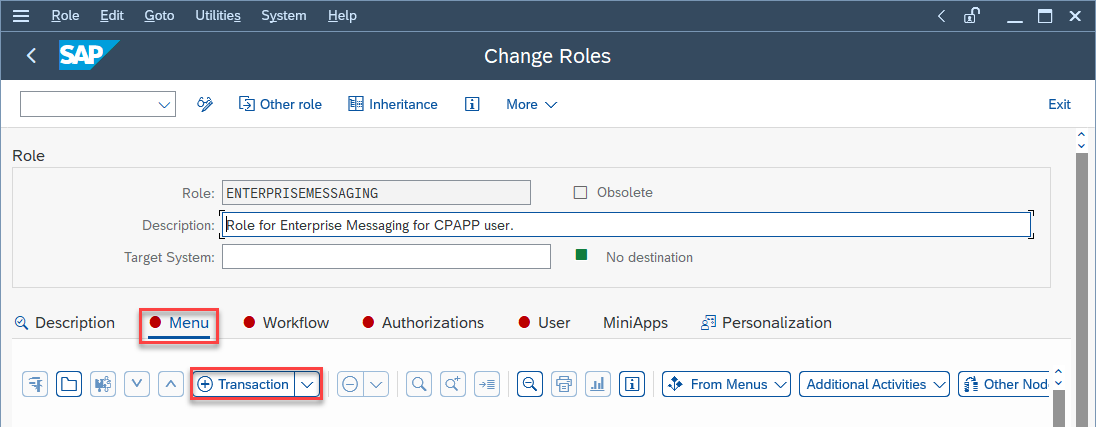 Role Edit Goto Utilities System Help
SAP Change Roles
Other role Inheritance More Exit
Role
Role: ENTERPRISEMESSAGING Obsolete
Description: Role for Enterprise Messaging for CPAPP user.
Target System: No destination
Description Menu Workflow Authorizations User MiniApps Personalization
Transaction From Menus Additional Activities Other Node